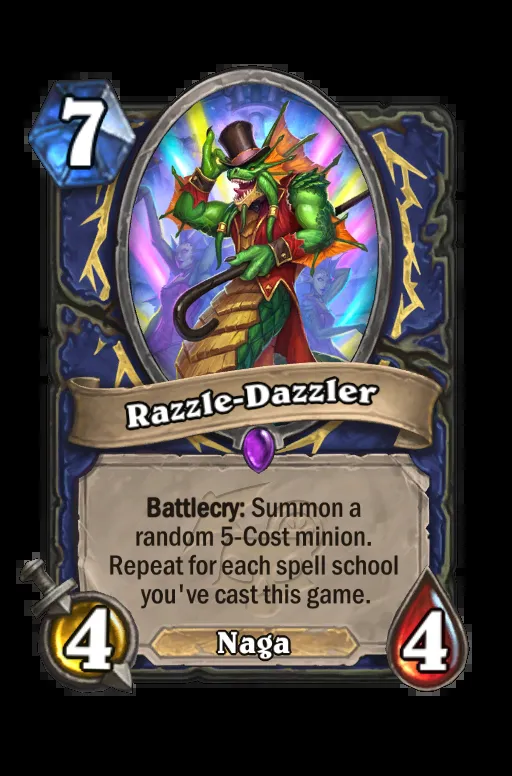 7
Razzle-Dazzler
Battlecry: Summon a
random 5-Cost minion.
Repeat for each spell school
you've cast this game.
4
Naga
4